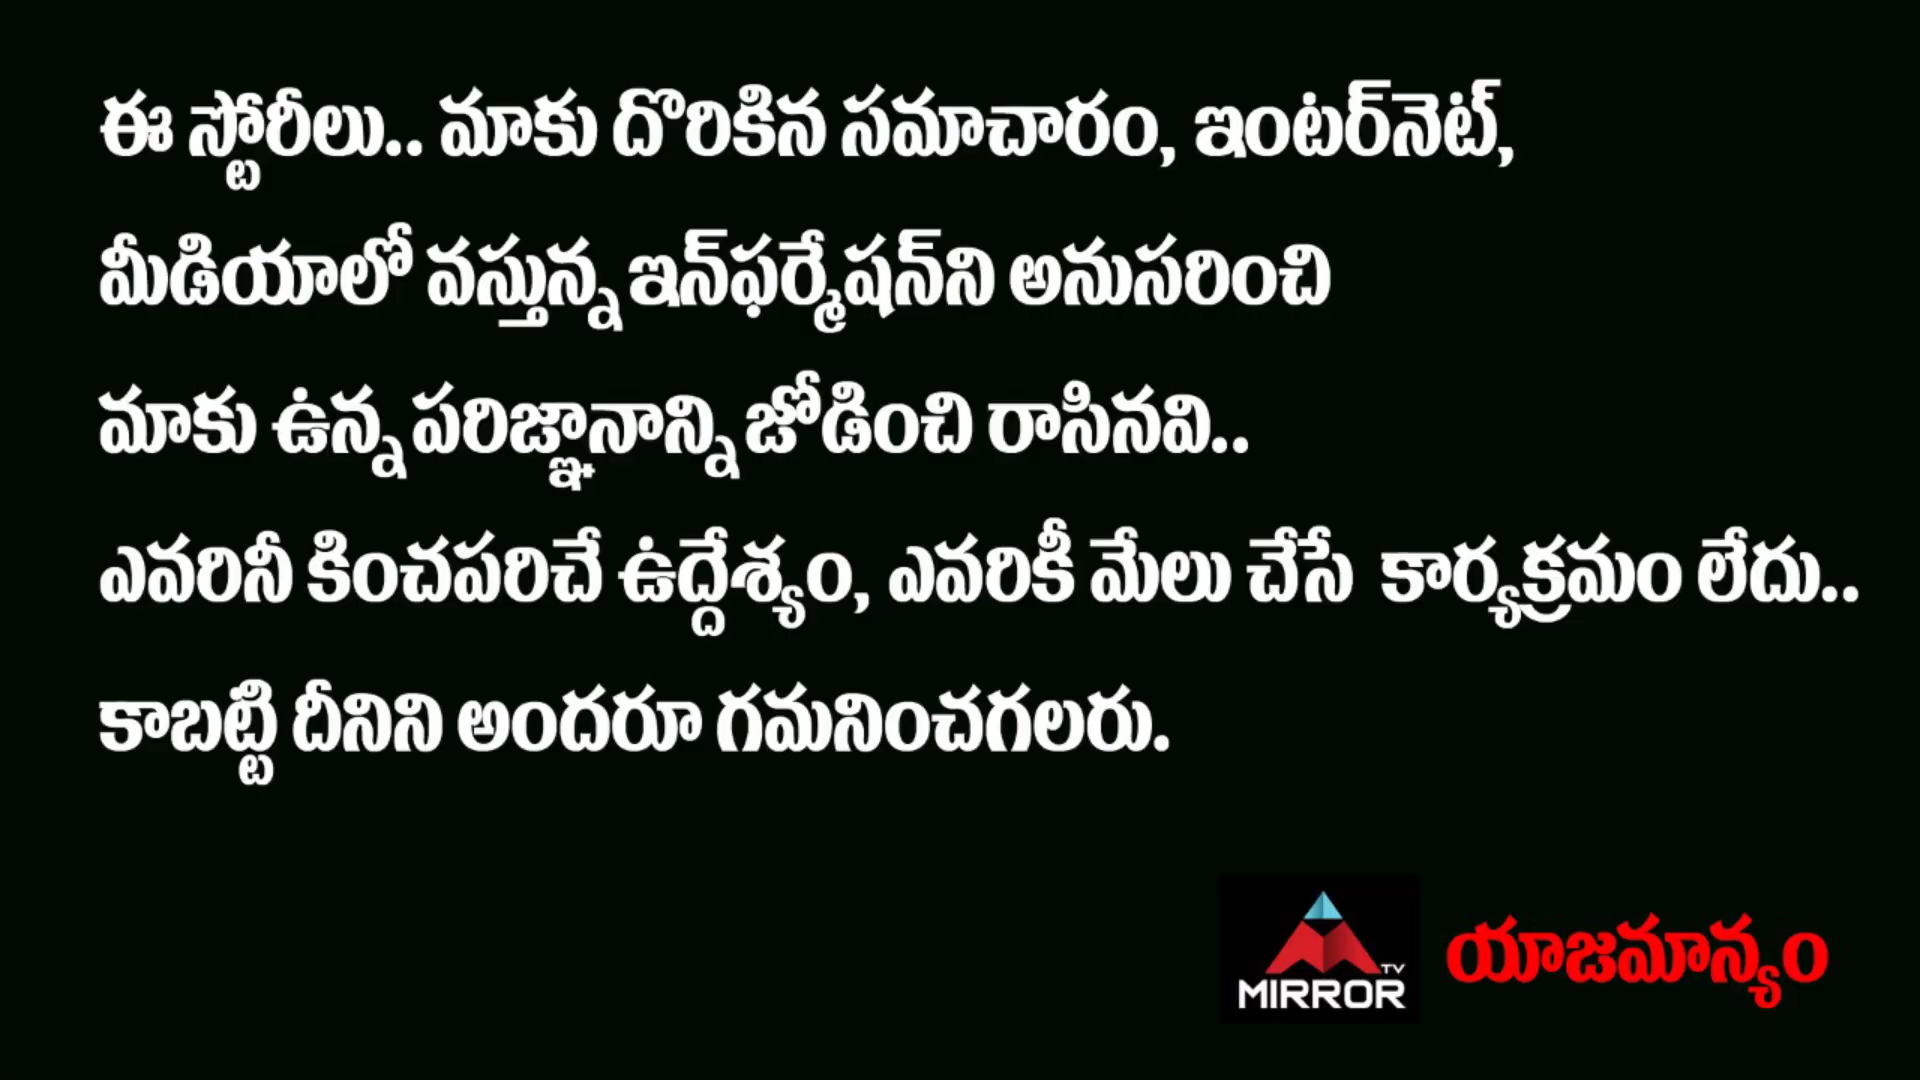 ఈ స్టోరీలు.. మాకు దొరికిన సమాచారం, ఇంటర్‌నెట్,
మీడియాలో వస్తున్న ఇన్‌ఫర్మేషన్‌ని అనుసరించి
మాకు ఉన్న పరిజ్ఞానాన్ని జోడించి రాసినవి..
ఎవరినీ కించపరిచే ఉద్దేశ్యం, ఎవరికీ మేలు చేసే కార్యక్రమం లేదు..
కాబట్టి దీనిని అందరూ గమనించగలరు.
TV
MIRROR
యాజమాన్యం